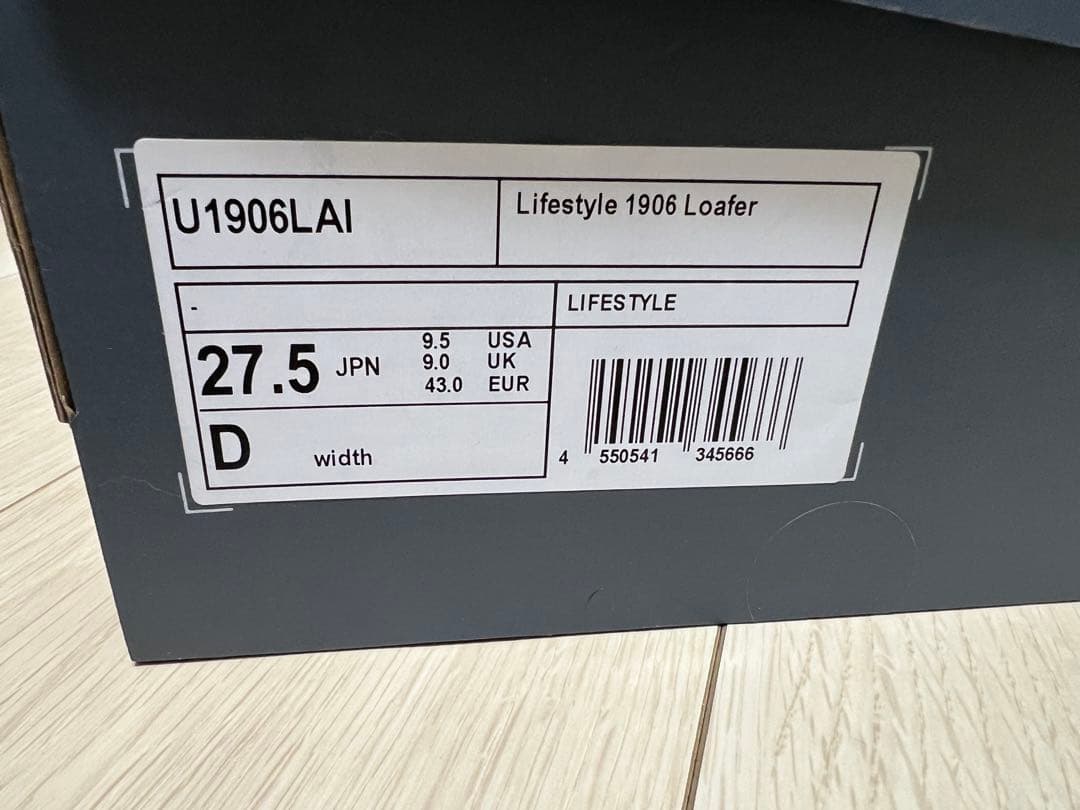 U1906LAI
Lifestyle 1906 Loafer
-
LIFESTYLE
27.5 JPN
9.5 USA
9.0 UK
43.0 EUR
D width
4 550541 345666